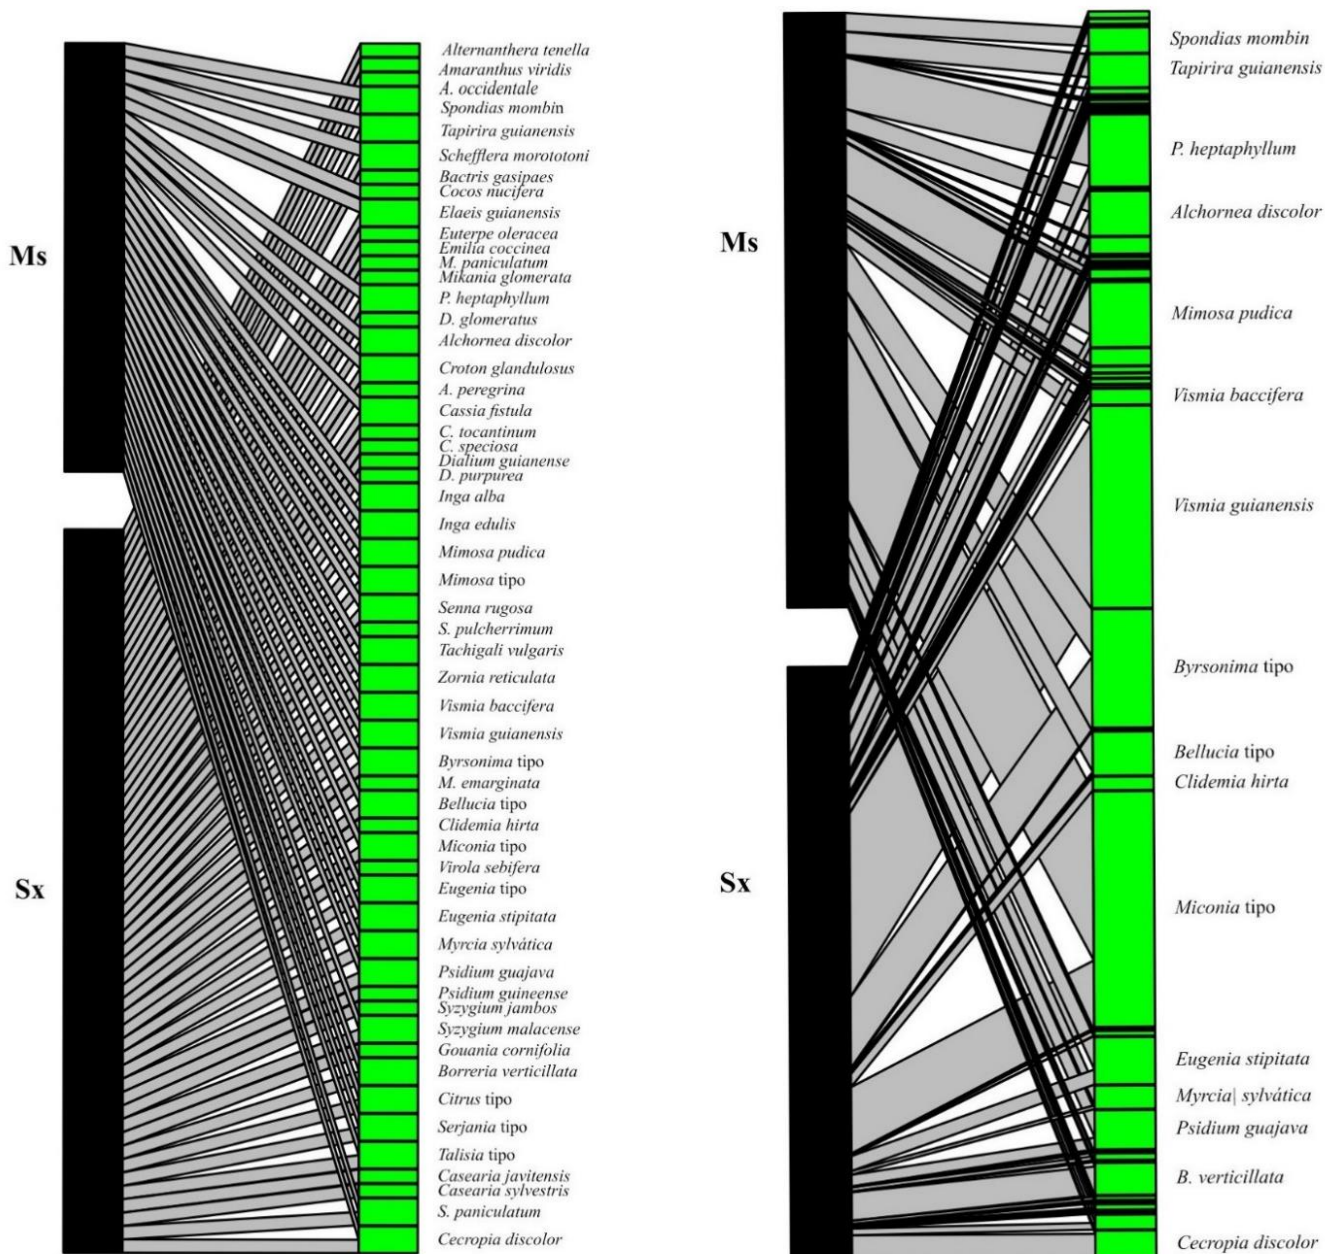 Ms
Sx
Alternanthera tenella
Amaranthus viridis
A. occidentale
Spondias mombin
Tapirira guianensis
Schefflera morototoni
Bactris gasipaes
Cocos nucifera
Elaeis guianensis
Euterpe oleracea
Emilia coccinea
M. paniculatum
Mikania glomerata
P. heptaphyllum
D. glomeratus
Alchornea discolor
Croton glandulosus
A. peregrina
Cassia fistula
C. tocantinum
C. speciosa
Dialium guianense
D. purpurea
Inga alba
Inga edulis
Mimosa pudica
Mimosa tipo
Senna rugosa
S. pulcherrimum
Tachigali vulgaris
Zornia reticulata
Vismia baccifera
Vismia guianensis
Byrsonima tipo
M. emarginata
Bellucia tipo
Clidemia hirta
Miconia tipo
Virola sebifera
Eugenia tipo
Eugenia stipitata
Myrcia sylvática
Psidium guajava
Psidium guineense
Syzygium jambos
Syzygium malacense
Gouania cornifolia
Borreria verticillata
Citrus tipo
Serjania tipo
Talisia tipo
Casearia javitensis
Casearia sylvestris
S. paniculatum
Cecropia discolor
Ms
Sx
Spondias mombin
Tapirira guianensis
P. heptaphyllum
Alchornea discolor
Mimosa pudica
Vismia baccifera
Vismia guianensis
Byrsonima tipo
Bellucia tipo
Clidemia hirta
Miconia tipo
Eugenia stipitata
Myrcia| sylvática
Psidium guajava
B. verticillata
Cecropia discolor